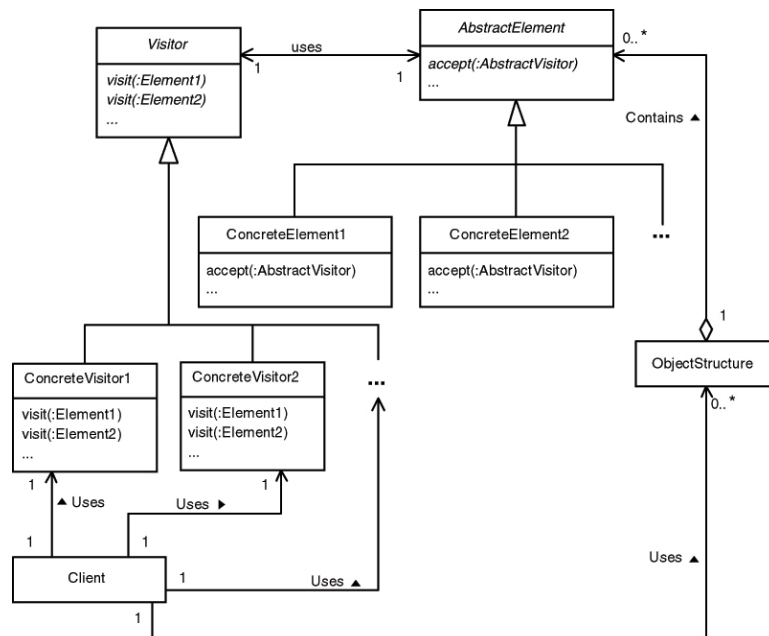 Visitor
visit(:Element1)
visit(:Element2)
...
uses
1
1
AbstractElement
accept(:AbstractVisitor)
...
0..*
Contains ▲
ConcreteElement1
accept(:AbstractVisitor)
...
ConcreteElement2
accept(:AbstractVisitor)
...
...
1
ObjectStructure
0..*
ConcreteVisitor1
visit(:Element1)
visit(:Element2)
...
ConcreteVisitor2
visit(:Element1)
visit(:Element2)
...
...
1
▲ Uses
1
1
Uses ▶
1
Client
1
Uses ▲
1
Uses ▲